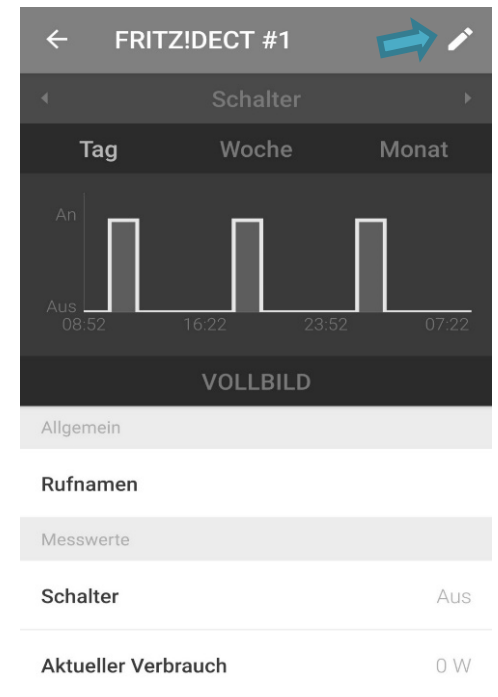 FRITZ!DECT #1
Schalter
Tag Woche Monat
An
Aus
08:52 16:22 23:52 07:22
VOLLBILD
Allgemein
Rufnamen
Messwerte
Schalter Aus
Aktueller Verbrauch 0 W